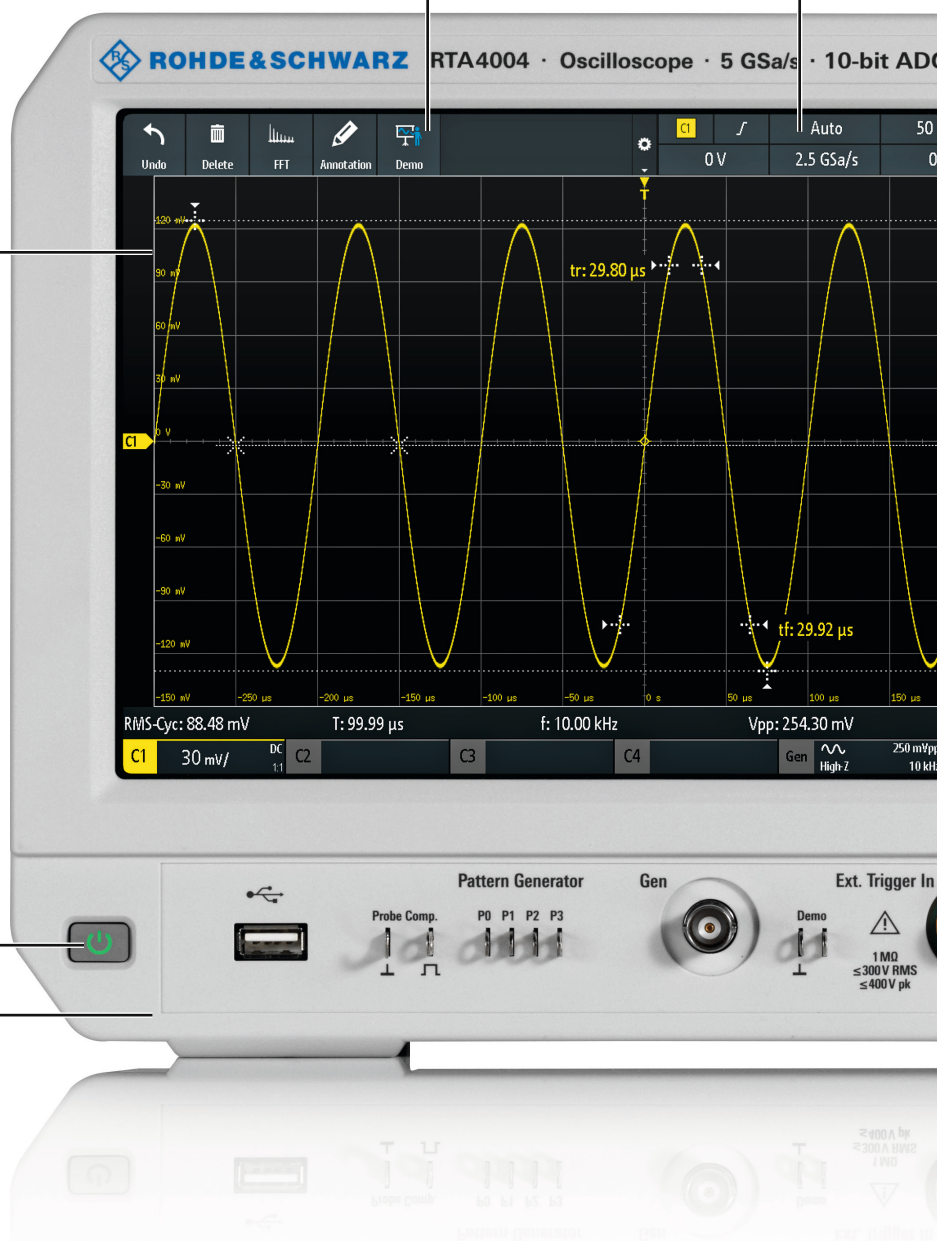 R&S ROHDE&SCHWARZ RTA4004 · Oscilloscope · 5 GSa/s · 10-bit ADC
C1 Auto 50
Undo Delete FFT Annotation Demo 0 V 2.5 GSa/s 0
T
120 mV
90 mV
tr: 29.80 µs
60 mV
30 mV
C1 0 V
-30 mV
-60 mV
-90 mV
tf: 29.92 µs
-120 mV
-150 mV -250 µs -200 µs -150 µs -100 µs -50 µs 0 s 50 µs 100 µs 150 µs
RMS-Cyc: 88.48 mV T: 99.99 µs f: 10.00 kHz Vpp: 254.30 mV
C1 30 mV/ DC 1:1 C2 C3 C4 Gen High-Z 250 mVpp 10 kHz
Pattern Generator Gen Ext. Trigger In
Probe Comp. P0 P1 P2 P3 Demo
1 MΩ
≤300 V RMS
≤400 V pk